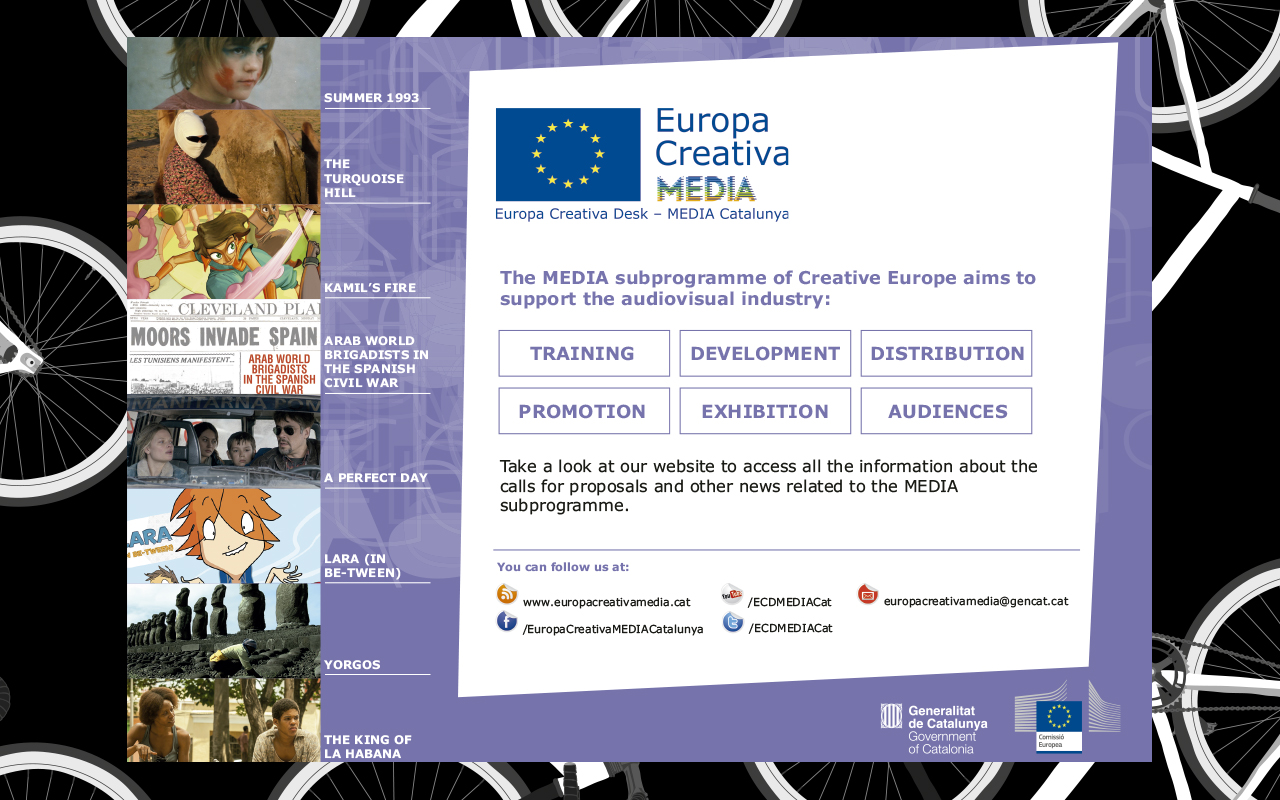 SUMMER 1993
THE
TURQUOISE
HILL
KAMIL’S FIRE
CLEVELAND PLAI
MOORS INVADE SPAIN
LES TUNISIENS MANIFESTENT...
ARAB WORLD
BRIGADISTS
IN THE SPANISH
CIVIL WAR
ARAB WORLD
BRIGADISTS IN
THE SPANISH
CIVIL WAR
A PERFECT DAY
LARA
BE-TWEEN)
LARA (IN
BE-TWEEN)
YORGOS
THE KING OF
LA HABANA
Europa
Creativa
MEDIA
Europa Creativa Desk – MEDIA Catalunya
The MEDIA subprogramme of Creative Europe aims to
support the audiovisual industry:
TRAINING
DEVELOPMENT
DISTRIBUTION
PROMOTION
EXHIBITION
AUDIENCES
Take a look at our website to access all the information about the
calls for proposals and other news related to the MEDIA
subprogramme.
You can follow us at:
www.europacreativamedia.cat
/ECDMEDIACat
europacreativamedia@gencat.cat
/EuropaCreativaMEDIACatalunya
/ECDMEDIACat
Generalitat
de Catalunya
Government
of Catalonia
Comissió
Europea